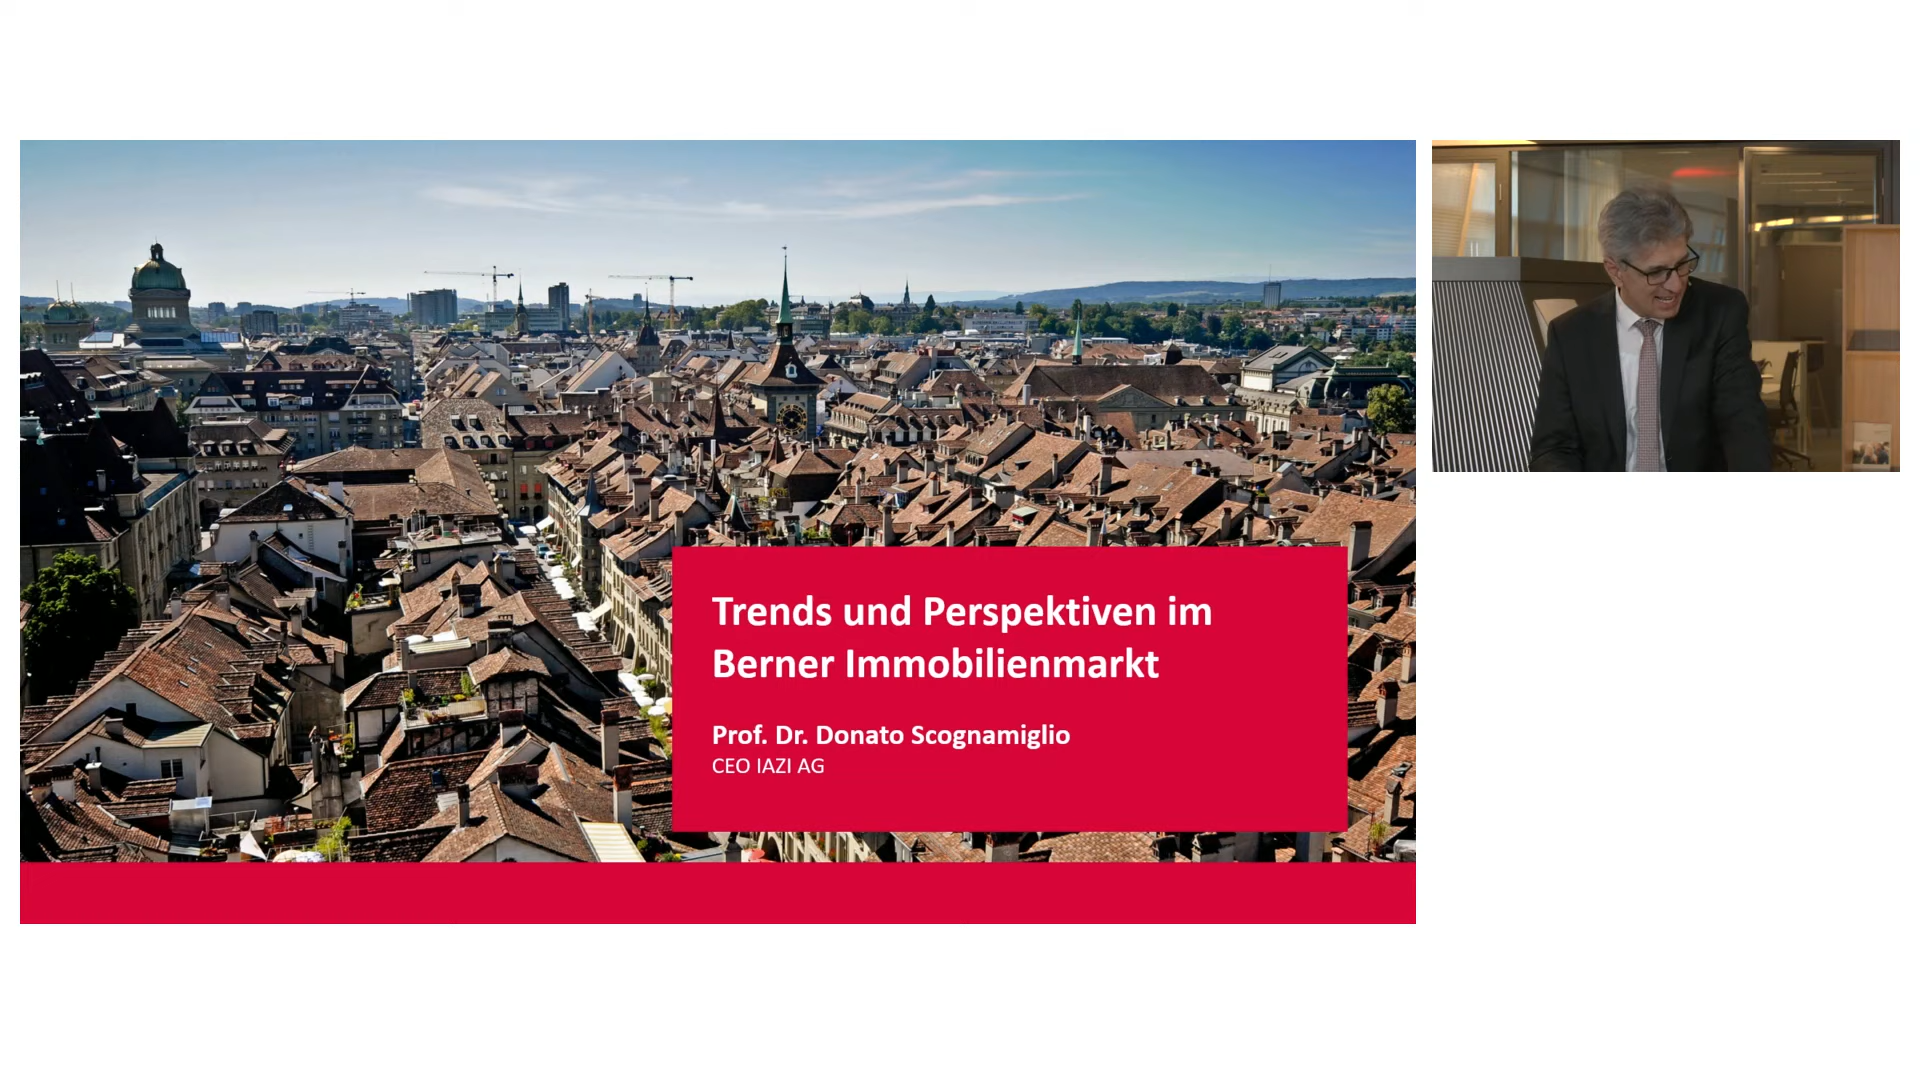 Trends und Perspektiven im
Berner Immobilienmarkt
Prof. Dr. Donato Scognamiglio
CEO IAZI AG